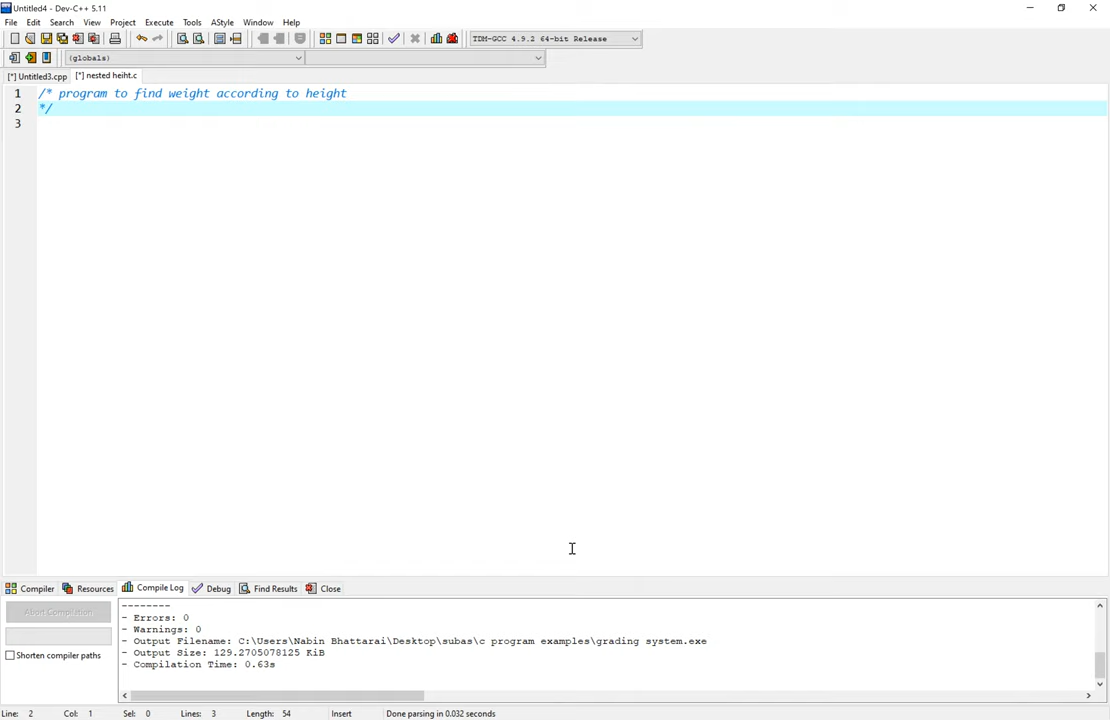 Untitled4 - Dev-C++ 5.11
File Edit Search View Project Execute Tools AStyle Window Help
TDM-GCC 4.9.2 64-bit Release
(globals)
[*] Untitled3.cpp [*] nested heiht.c
1 /* program to find weight according to height
2 */
3
Compiler Resources Compile Log Debug Find Results Close
Abort Compilation
Shorten compiler paths
--------
- Errors: 0
- Warnings: 0
- Output Filename: C:\Users\Nabin Bhattarai\Desktop\subas\c program examples\grading system.exe
- Output Size: 129.2705078125 KiB
- Compilation Time: 0.63s
Line: 2 Col: 1 Sel: 0 Lines: 3 Length: 54 Insert Done parsing in 0.032 seconds